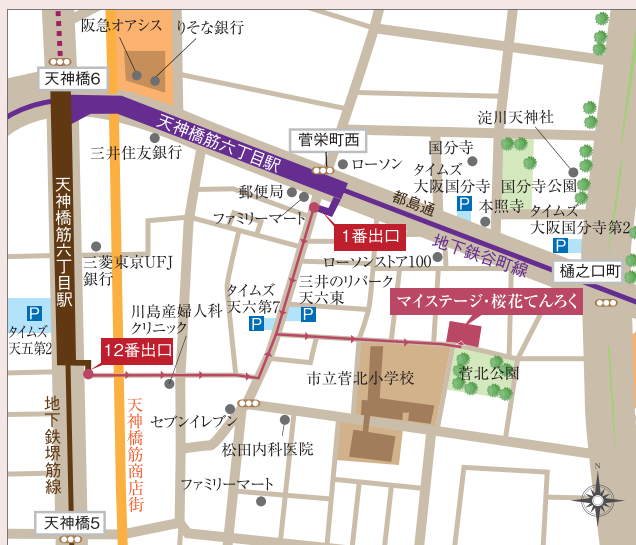 阪急オアシス
りそな銀行
天神橋6
三井住友銀行
天神橋筋六丁目駅
菅栄町西
ローソン
国分寺
淀川天神社
タイムズ
大阪国分寺
P
国分寺公園
都島通
本照寺
タイムズ
大阪国分寺第2
P
郵便局
ファミリーマート
1番出口
地下鉄谷町線
樋之口町
ローソンストア100
天神橋筋六丁目駅
三菱東京UFJ
銀行
P
タイムズ
天五第2
川島産婦人科
クリニック
タイムズ
天六第7
P
三井のリパーク
天六東
P
マイステージ・桜花てんろく
12番出口
市立菅北小学校
菅北公園
地下鉄堺筋線
天神橋筋商店街
セブンイレブン
松田内科医院
ファミリーマート
天神橋5
N